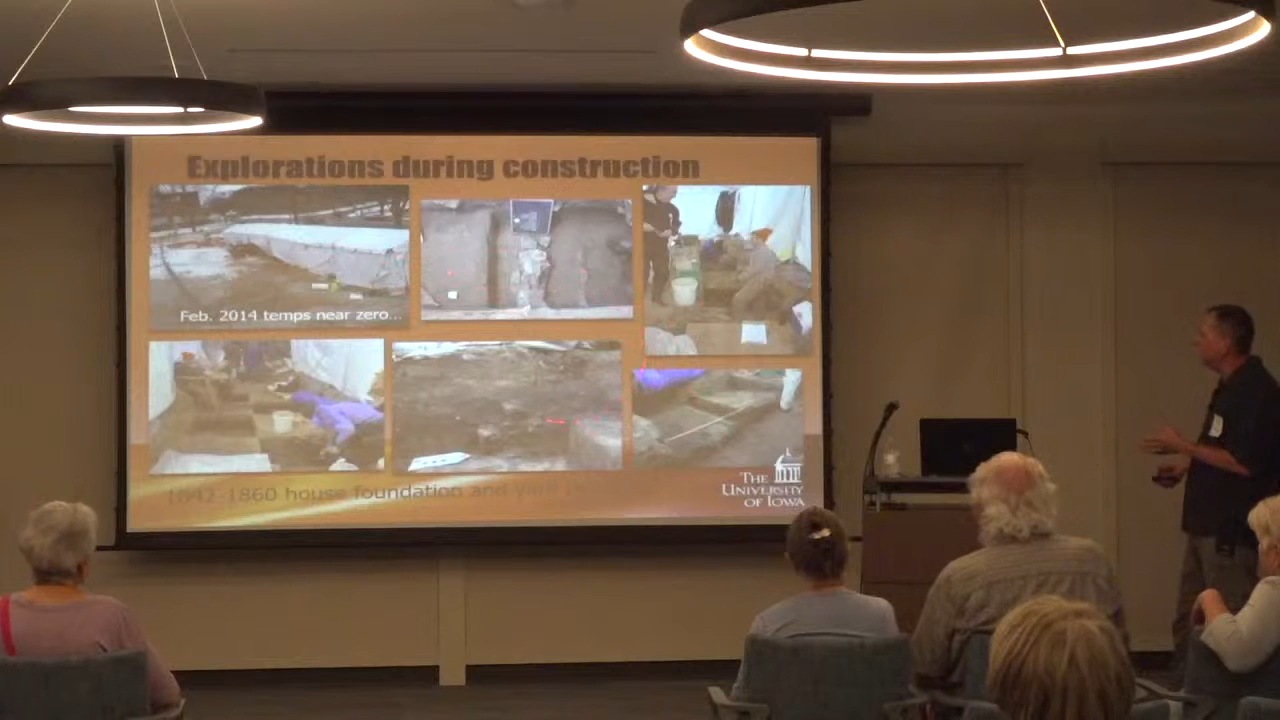 Explorations during construction
Feb. 2014 temps near zero...
1842-1860 house foundation and
THE
UNIVERSITY
OF IOWA